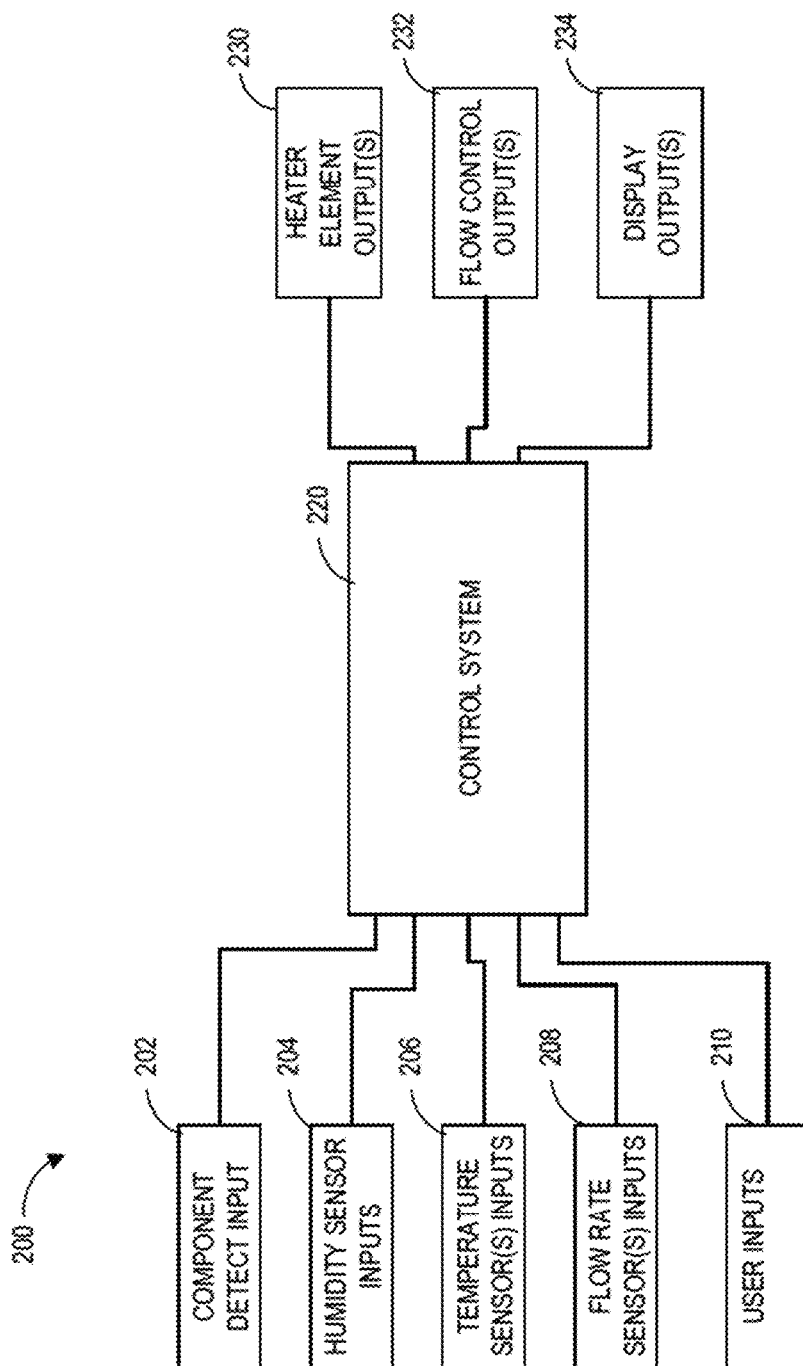 200
202
COMPONENT
DETECT INPUT
204
HUMIDITY SENSOR
INPUTS
206
TEMPERATURE
SENSOR(S) INPUTS
208
FLOW RATE
SENSOR(S) INPUTS
210
USER INPUTS
220
CONTROL SYSTEM
230
HEATER
ELEMENT
OUTPUT(S)
232
FLOW CONTROL
OUTPUT(S)
234
DISPLAY
OUTPUT(S)